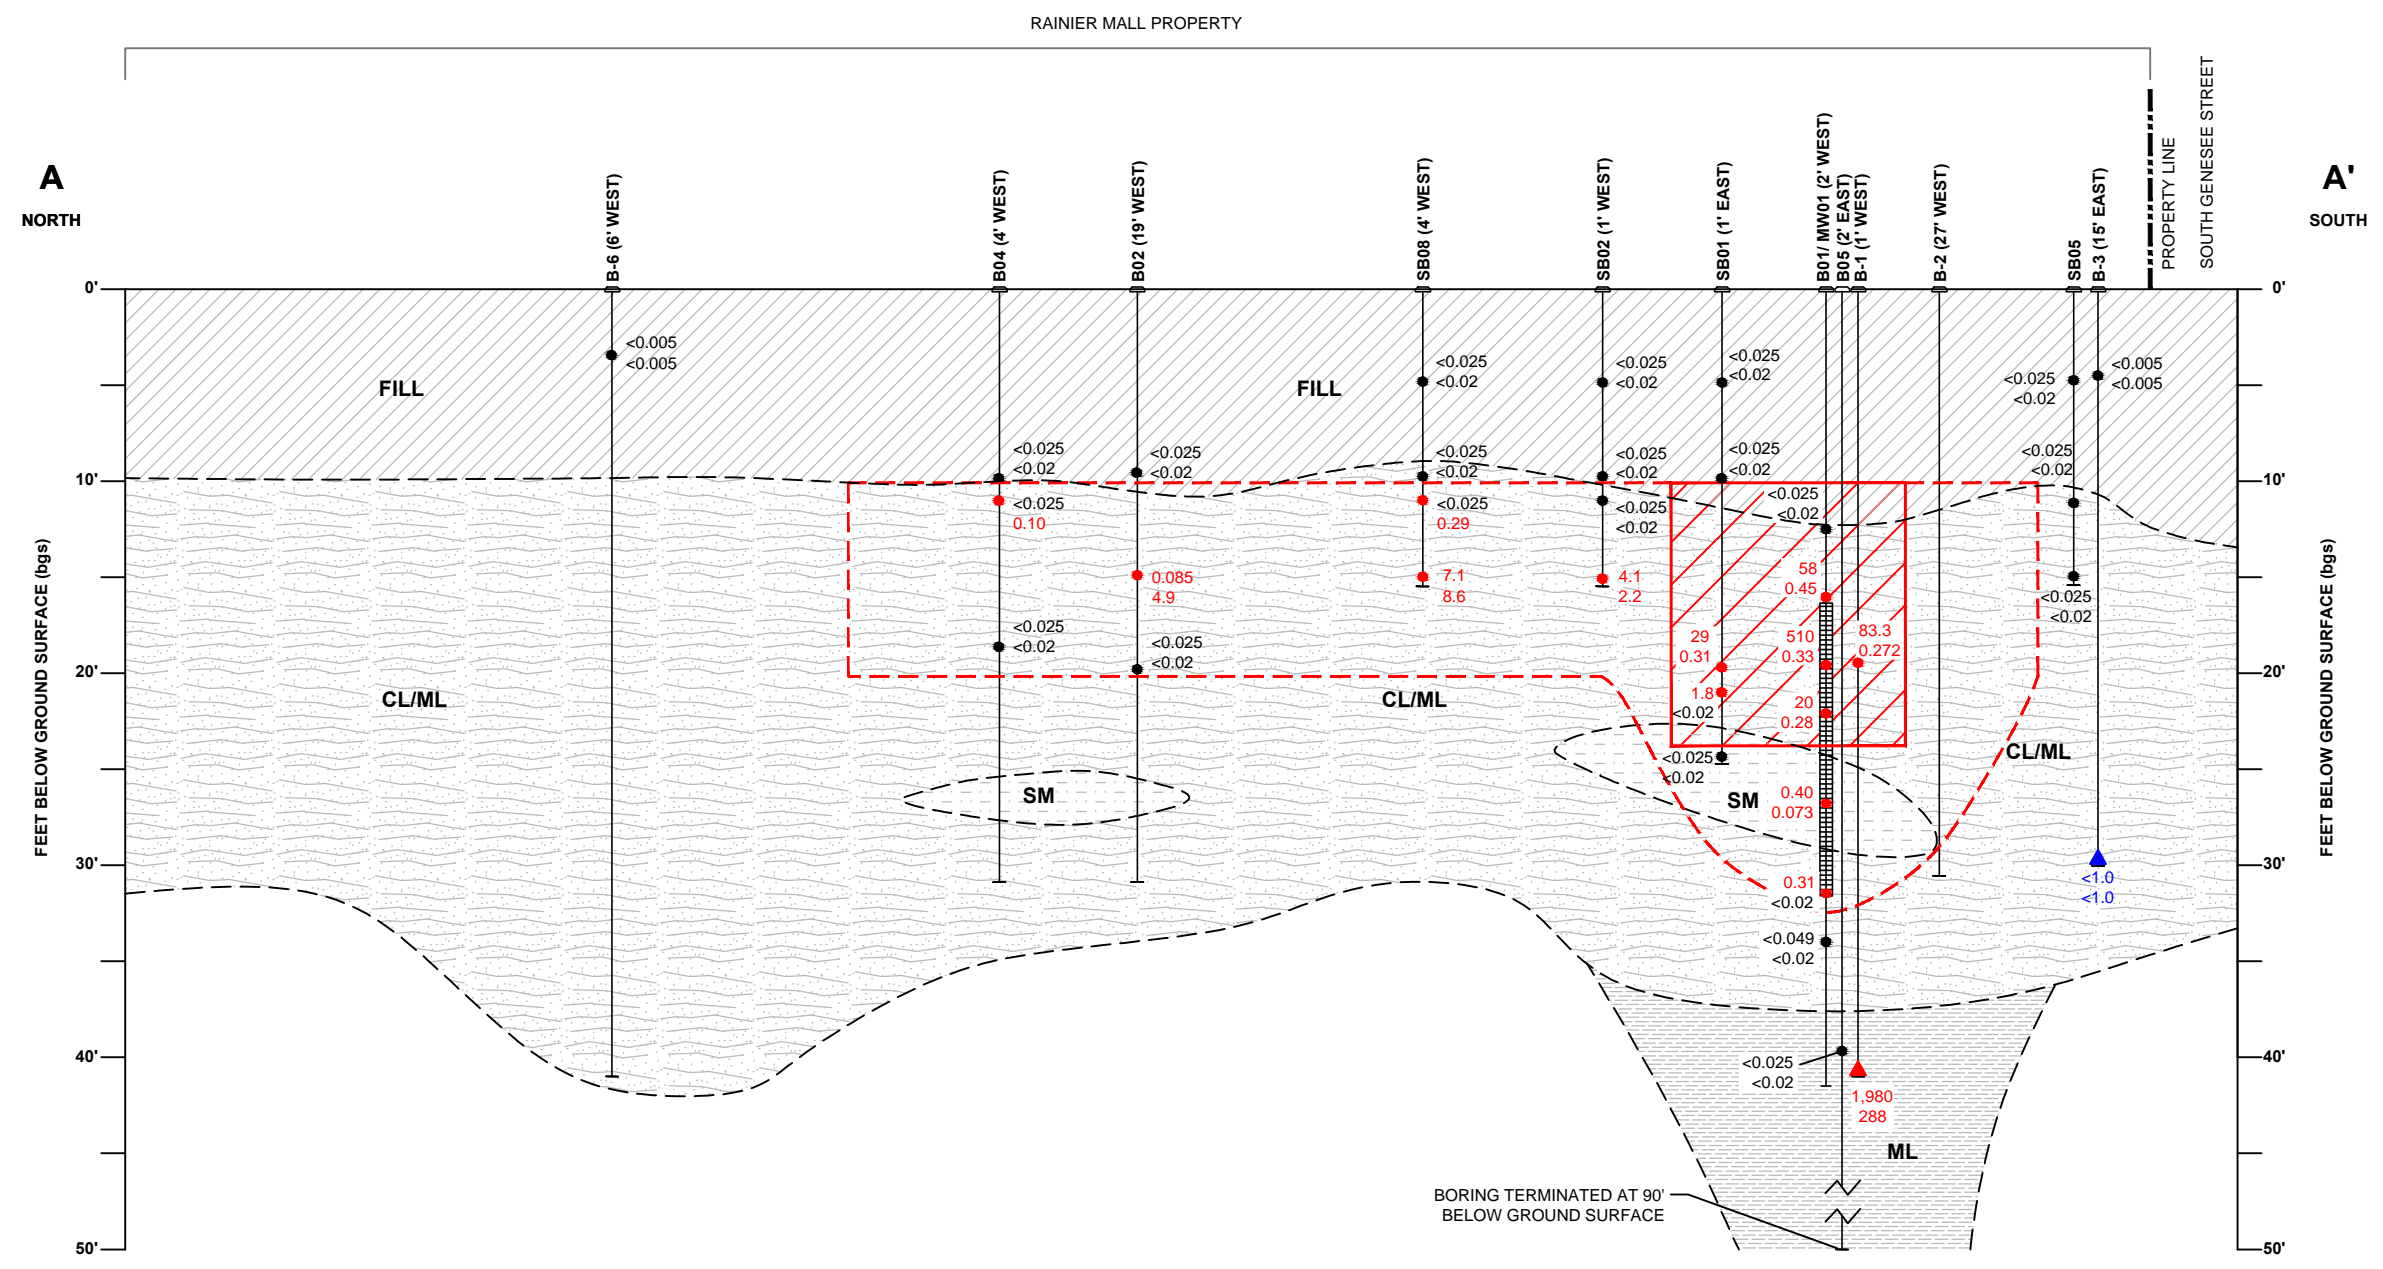 RAINIER MALL PROPERTY
A
NORTH
A'
SOUTH
B-6 (6' WEST)
B04 (4' WEST)
B02 (19' WEST)
SB08 (4' WEST)
SB02 (1' WEST)
SB01 (1' EAST)
B01/ MW01 (2' WEST)
B05 (2' EAST)
B-1 (1' WEST)
B-2 (27' WEST)
SB05
B-3 (15' EAST)
PROPERTY LINE
SOUTH GENESEE STREET
0'
10'
20'
30'
40'
50'
FEET BELOW GROUND SURFACE (bgs)
0'
10'
20'
30'
40'
50'
FEET BELOW GROUND SURFACE (bgs)
FILL
FILL
CL/ML
CL/ML
CL/ML
SM
SM
ML
<0.005
<0.005
<0.025
<0.02
<0.025
0.10
<0.025
<0.02
<0.025
<0.02
0.085
4.9
<0.025
<0.02
<0.025
<0.02
<0.025
<0.02
<0.025
0.29
7.1
8.6
<0.025
<0.02
<0.025
<0.02
<0.025
<0.02
4.1
2.2
<0.025
<0.02
<0.025
<0.02
29
0.31
1.8
<0.02
<0.025
<0.02
<0.025
<0.02
58
0.45
510
0.33
20
0.28
0.40
0.073
0.31
<0.02
<0.049
<0.02
<0.025
<0.02
83.3
0.272
1,980
288
<0.025
<0.02
<0.025
<0.02
<0.025
<0.02
<0.005
<0.005
<1.0
<1.0
BORING TERMINATED AT 90'
BELOW GROUND SURFACE